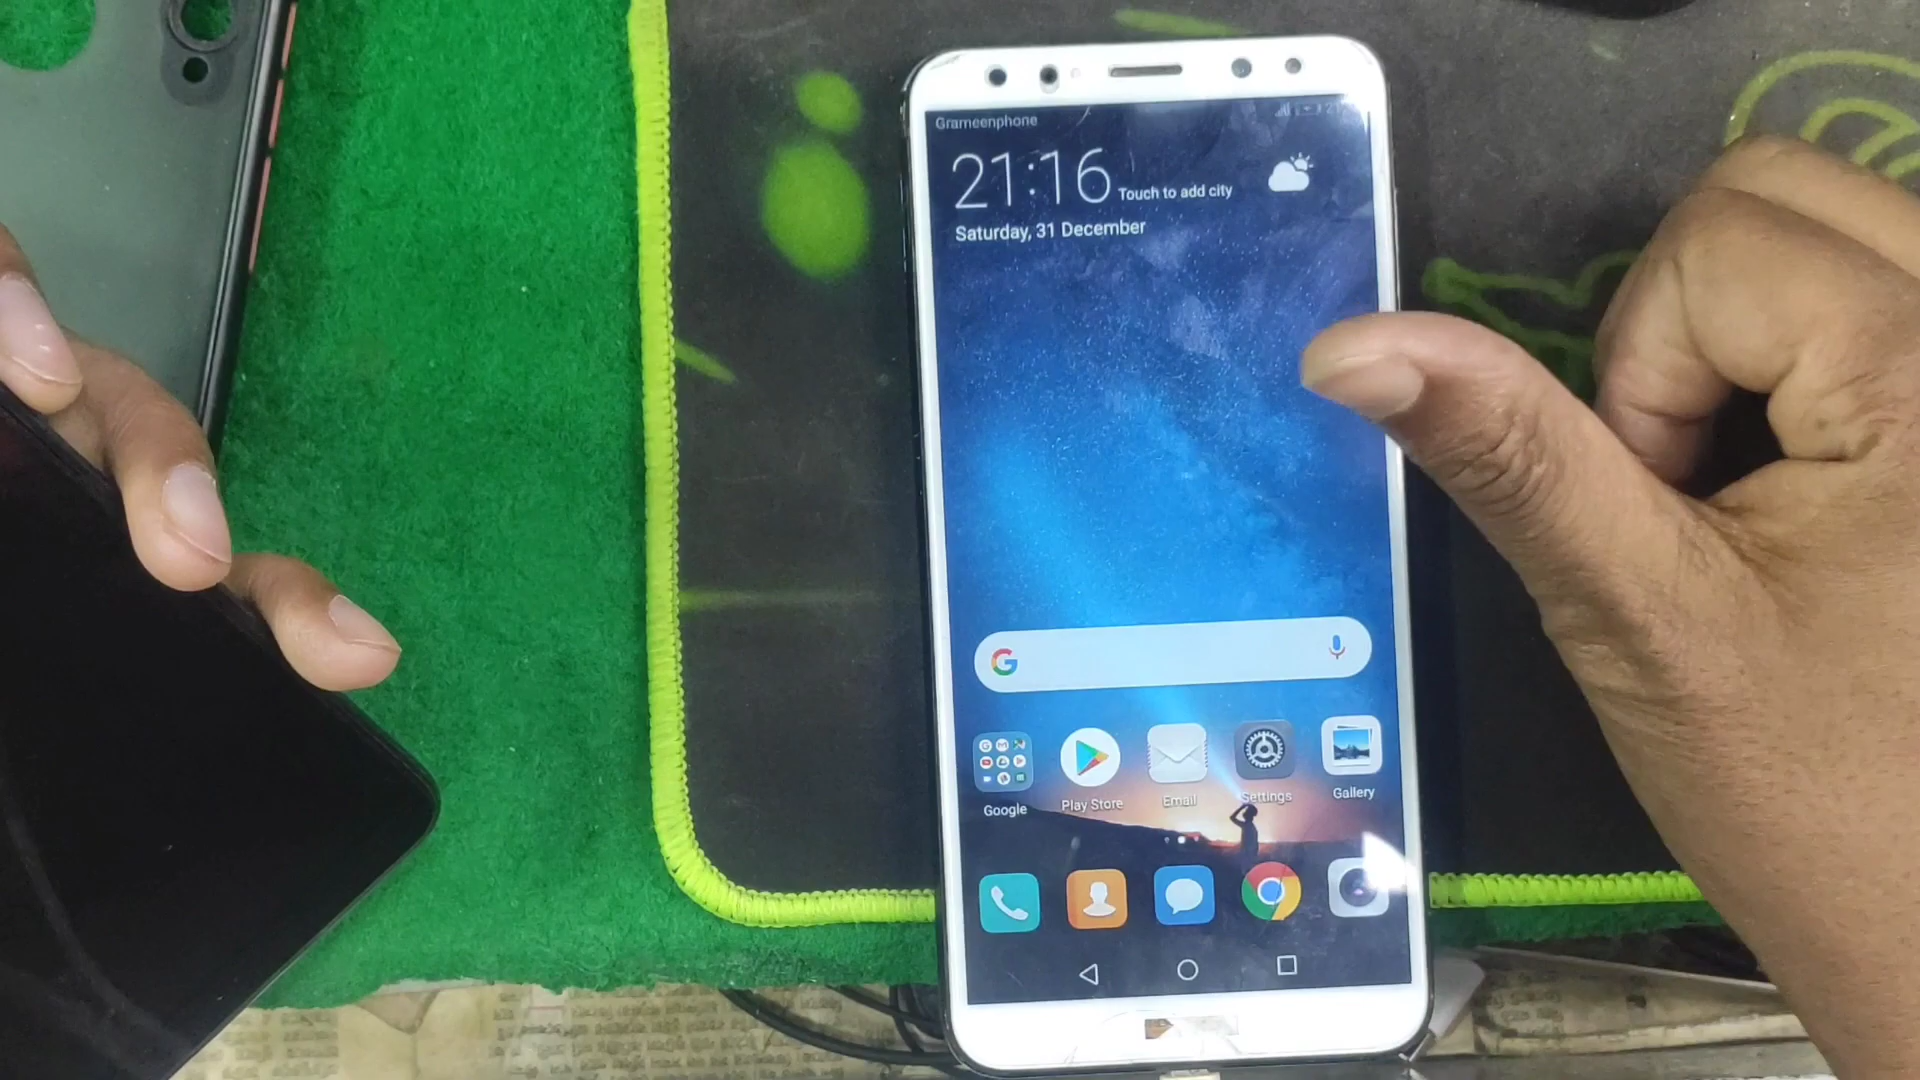 Grameenphone
21:16 Touch to add city
Saturday, 31 December
Google Play Store Email Settings Gallery